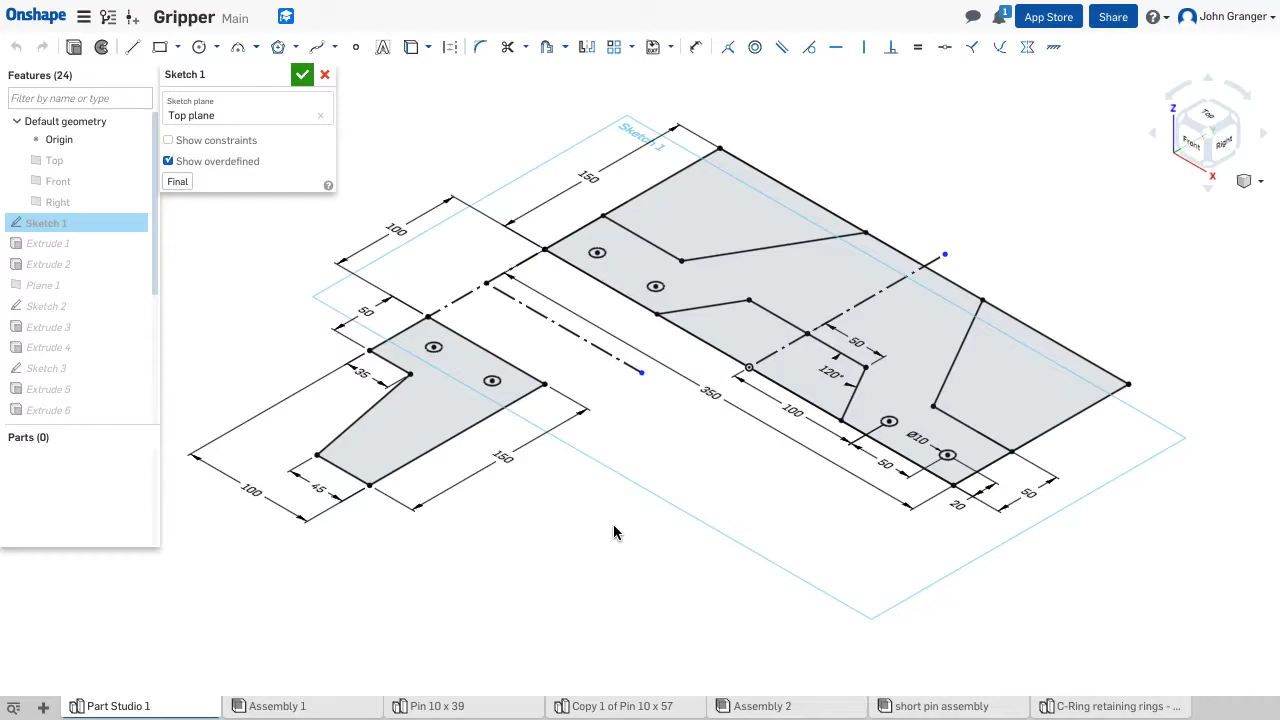 Onshape Gripper Main 1 App Store Share John Granger
Features (24)
Filter by name or type
Default geometry
Origin
Top
Front
Right
Sketch 1
Extrude 1
Extrude 2
Plane 1
Sketch 2
Extrude 3
Extrude 4
Sketch 3
Extrude 5
Extrude 6
Parts (0)
Sketch 1
Sketch plane
Top plane
Show constraints
Show overdefined
Final
Sketch 1
150
100
50
35
100
45
150
350
50
120°
100
Ø10
50
20
50
Z
Top
Front
Right
X
Part Studio 1 Assembly 1 Pin 10 x 39 Copy 1 of Pin 10 x 57 Assembly 2 short pin assembly C-Ring retaining rings - ...